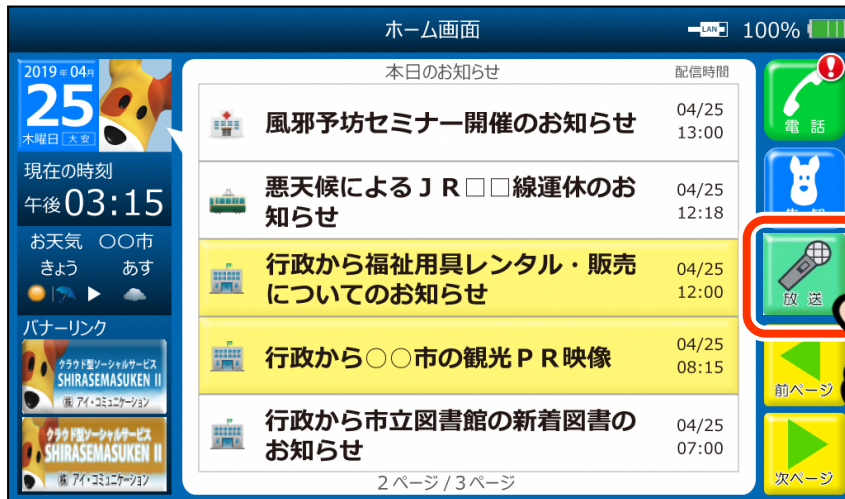 ホーム画面
LAN
100%
2019年04月
25
木曜日 大安
現在の時刻
午後03:15
お天気 〇〇市
きょう あす
バナーリンク
クラウド型ソーシャルサービス
SHIRASEMASUKEN II
㈱ アイ・コミュニケーション
クラウド型ソーシャルサービス
SHIRASEMASUKEN II
㈱ アイ・コミュニケーション
本日のお知らせ 配信時間
風邪予坊セミナー開催のお知らせ
04/25
13:00
悪天候によるJR□□線運休のお
知らせ
04/25
12:18
行政から福祉用具レンタル・販売
についてのお知らせ
04/25
12:00
行政から〇〇市の観光PR映像
04/25
08:15
行政から市立図書館の新着図書の
お知らせ
04/25
07:00
2ページ/3ページ
電話
放送
前ページ
次ページ